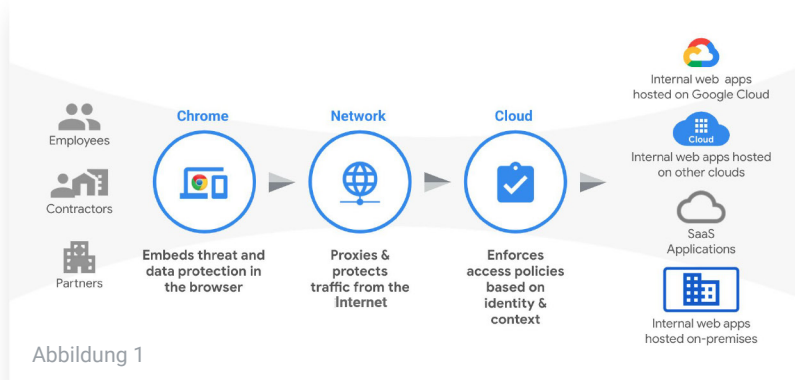 Employees
Contractors
Partners
Chrome
Embeds threat and
data protection in
the browser
Network
Proxies &
protects
traffic from the
Internet
Cloud
Enforces
access policies
based on
identity &
context
Internal web apps
hosted on Google Cloud
Cloud
Internal web apps hosted
on other clouds
SaaS
Applications
Internal web apps
hosted on-premises
Abbildung 1